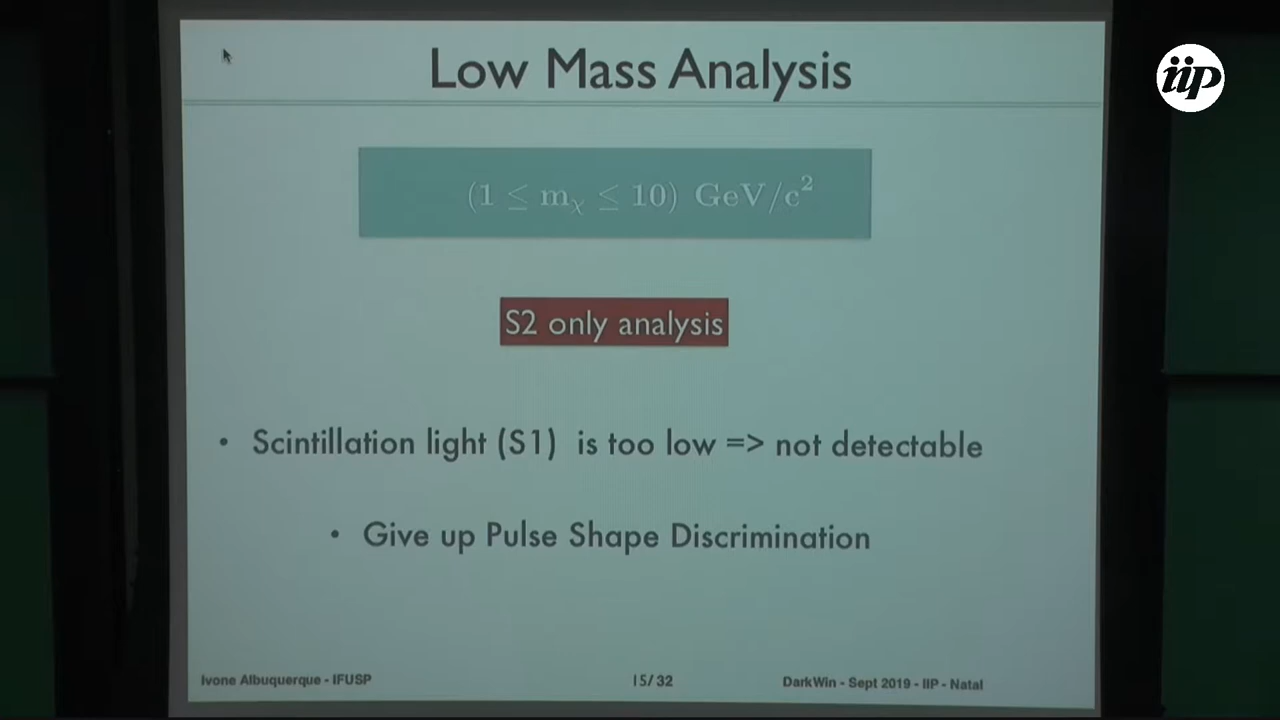 Low Mass Analysis
iip
(1 ≤ mχ ≤ 10) GeV/c²
S2 only analysis
• Scintillation light (S1) is too low => not detectable
• Give up Pulse Shape Discrimination
Ivone Albuquerque - IFUSP
15/32
DarkWin - Sept 2019 - IIP - Natal